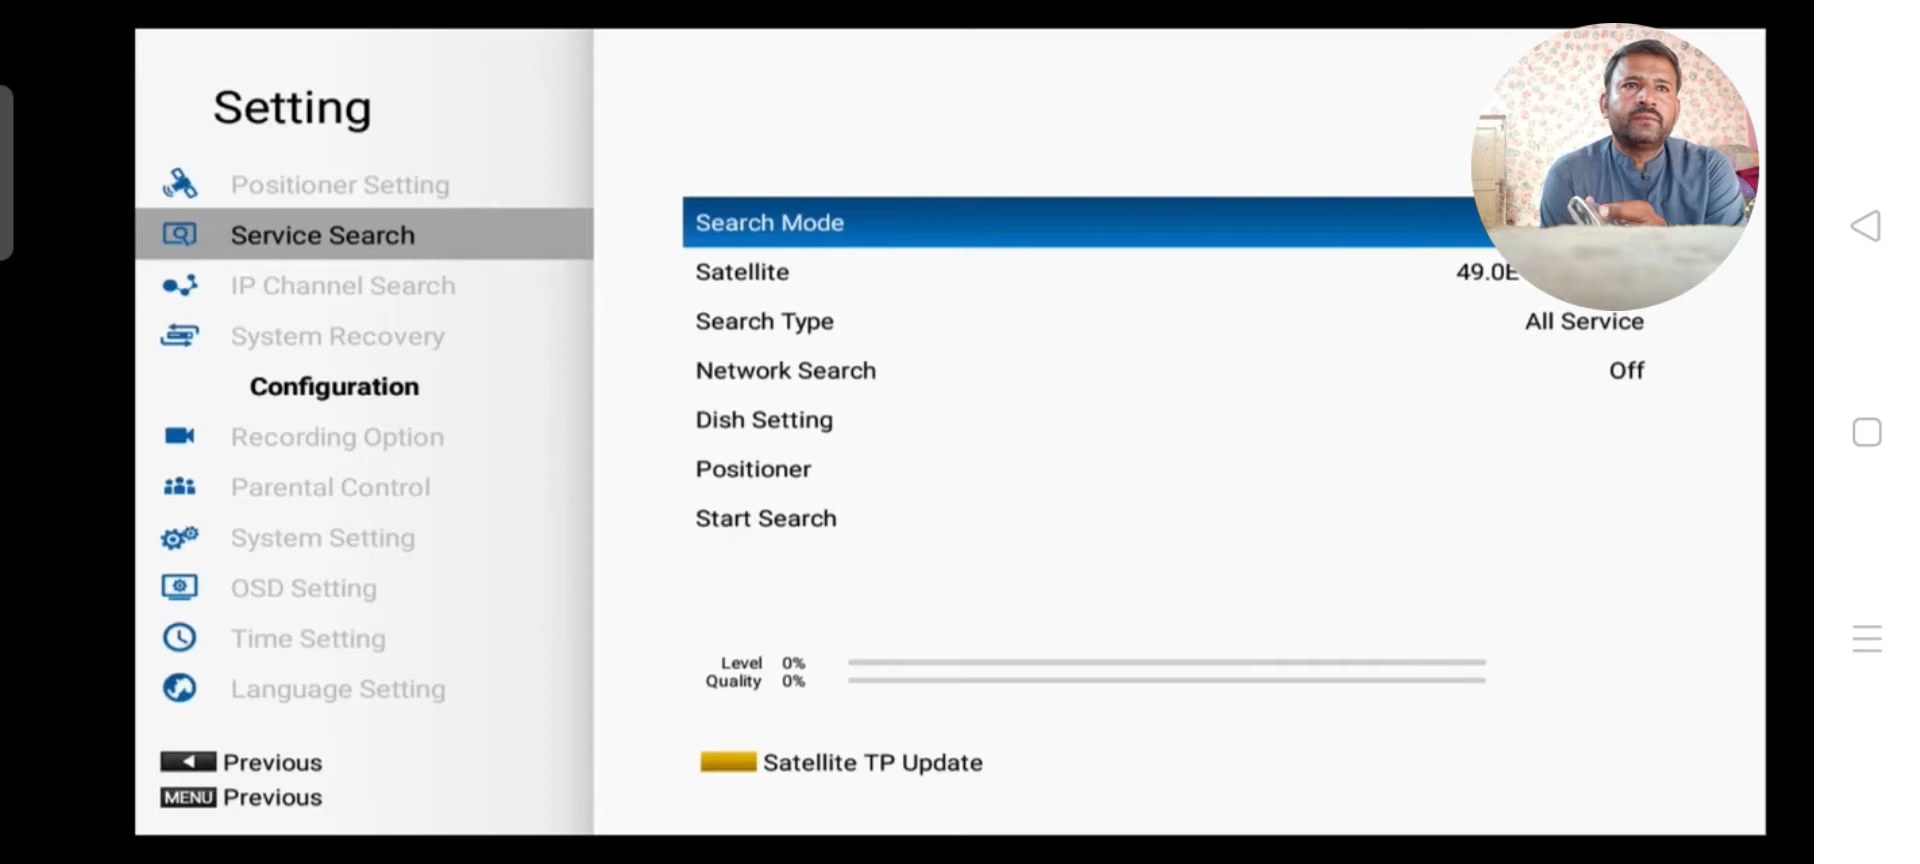 Setting
Positioner Setting
Service Search
IP Channel Search
System Recovery
Configuration
Recording Option
Parental Control
System Setting
OSD Setting
Time Setting
Language Setting
Previous
MENU Previous
Search Mode
Satellite 49.0E
Search Type All Service
Network Search Off
Dish Setting
Positioner
Start Search
Level 0%
Quality 0%
Satellite TP Update